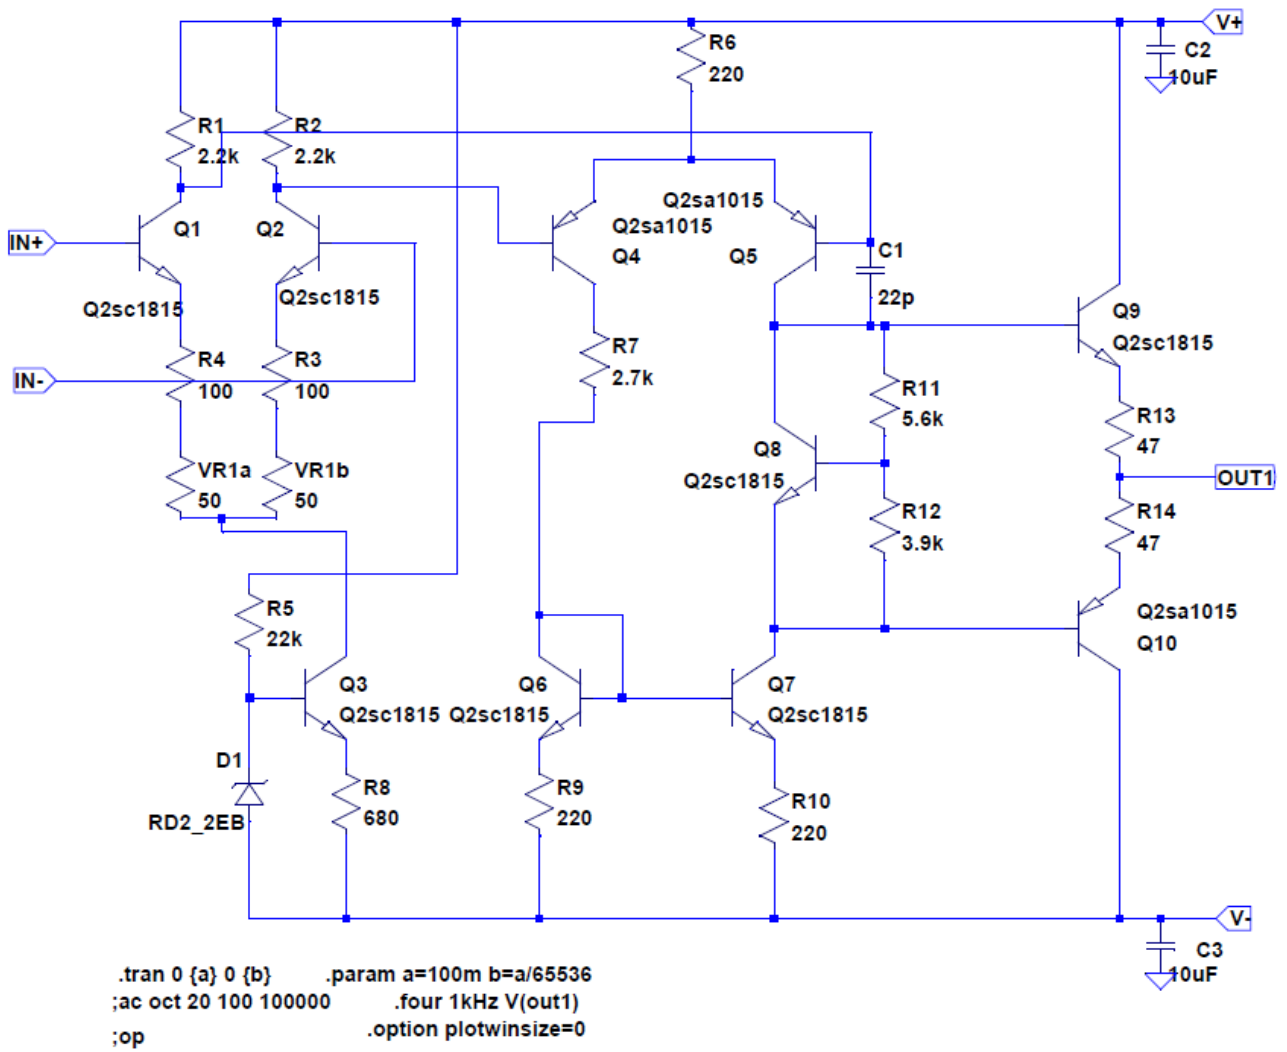 V+
R6
220
C2
10uF
R1
2.2k
R2
2.2k
Q2sa1015
Q2sa1015
IN+
Q1
Q2
Q4
Q5
C1
22p
Q2sc1815
Q2sc1815
Q9
Q2sc1815
R7
2.7k
IN-
R4
100
R3
100
R11
5.6k
R13
47
Q8
Q2sc1815
VR1a
50
VR1b
50
OUT1
R12
3.9k
R14
47
R5
22k
Q2sa1015
Q10
Q3
Q2sc1815
Q6
Q2sc1815
Q7
Q2sc1815
D1
RD2_2EB
R8
680
R9
220
R10
220
V-
C3
10uF
.tran 0 {a} 0 {b} .param a=100m b=a/65536
;ac oct 20 100 100000 .four 1kHz V(out1)
;op .option plotwinsize=0